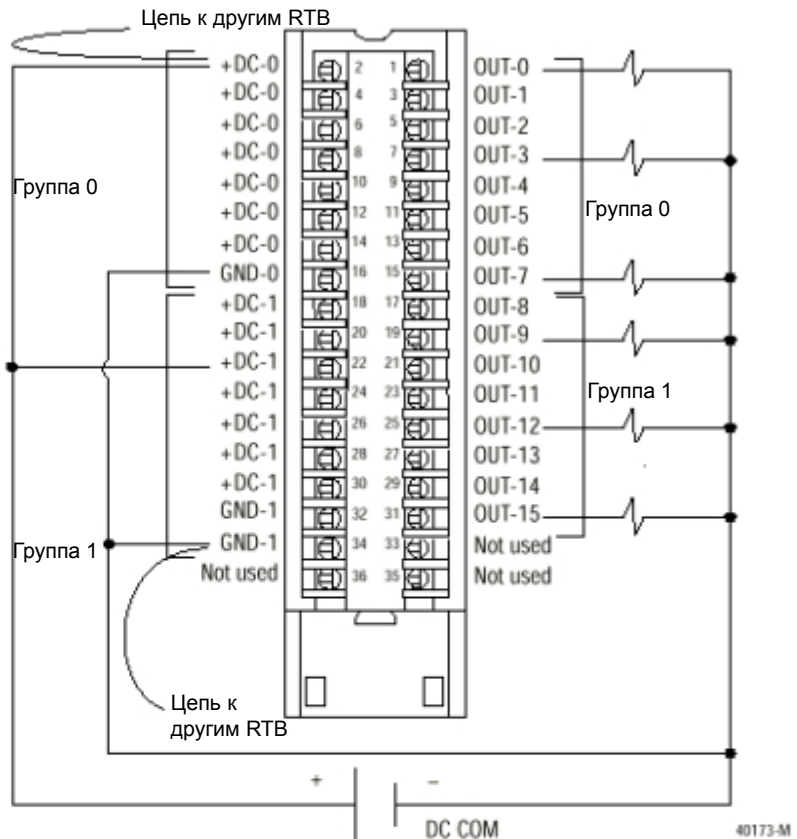 Цепь к другим RTB
+DC-0 2 1 OUT-0
+DC-0 4 3 OUT-1
+DC-0 6 5 OUT-2
+DC-0 8 7 OUT-3
Группа 0
+DC-0 10 9 OUT-4
+DC-0 12 11 OUT-5
Группа 0
+DC-0 14 13 OUT-6
GND-0 16 15 OUT-7
+DC-1 18 17 OUT-8
+DC-1 20 19 OUT-9
+DC-1 22 21 OUT-10
+DC-1 24 23 OUT-11
Группа 1
+DC-1 26 25 OUT-12
+DC-1 28 27 OUT-13
+DC-1 30 29 OUT-14
GND-1 32 31 OUT-15
Группа 1
GND-1 34 33 Not used
Not used 36 35 Not used
Цепь к
другим RTB
+ −
DC COM
40173-M